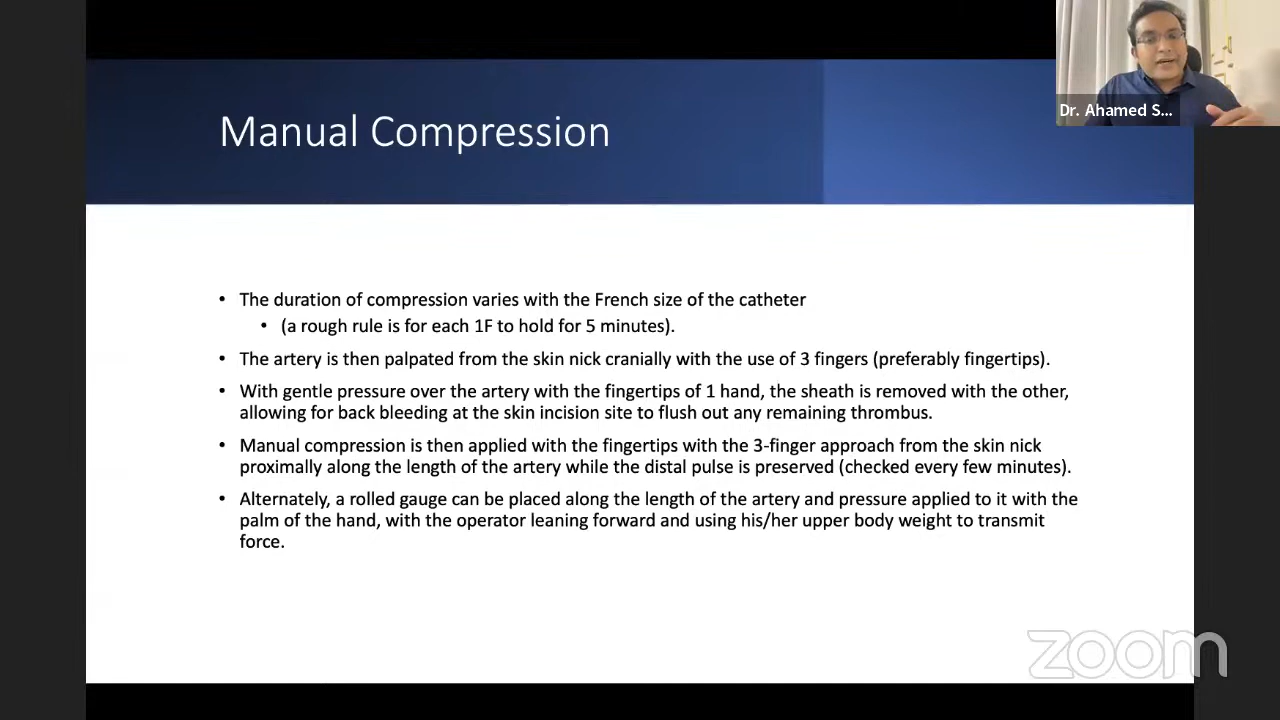 Dr. Ahamed S...
Manual Compression
• The duration of compression varies with the French size of the catheter
• (a rough rule is for each 1F to hold for 5 minutes).
• The artery is then palpated from the skin nick cranially with the use of 3 fingers (preferably fingertips).
• With gentle pressure over the artery with the fingertips of 1 hand, the sheath is removed with the other,
allowing for back bleeding at the skin incision site to flush out any remaining thrombus.
• Manual compression is then applied with the fingertips with the 3-finger approach from the skin nick
proximally along the length of the artery while the distal pulse is preserved (checked every few minutes).
• Alternately, a rolled gauge can be placed along the length of the artery and pressure applied to it with the
palm of the hand, with the operator leaning forward and using his/her upper body weight to transmit
force.
zoom